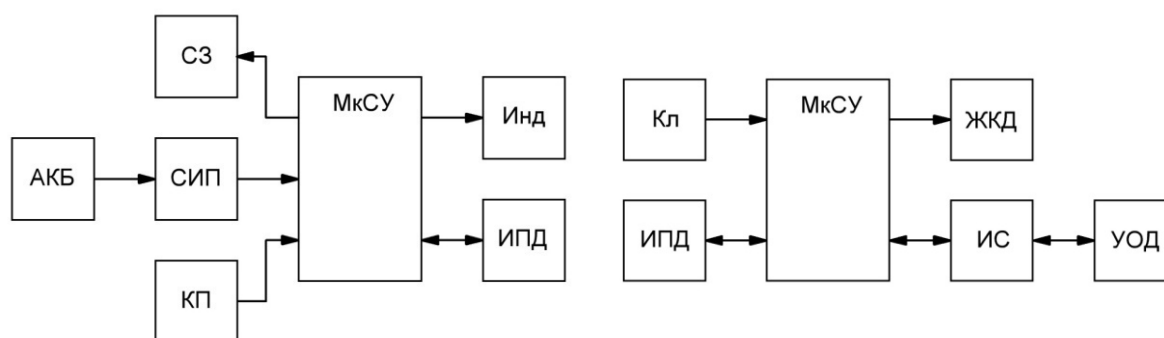 СЗ
МкСУ
Инд
АКБ
СИП
ИПД
КП
Кл
МкСУ
ЖКД
ИПД
ИС
УОД